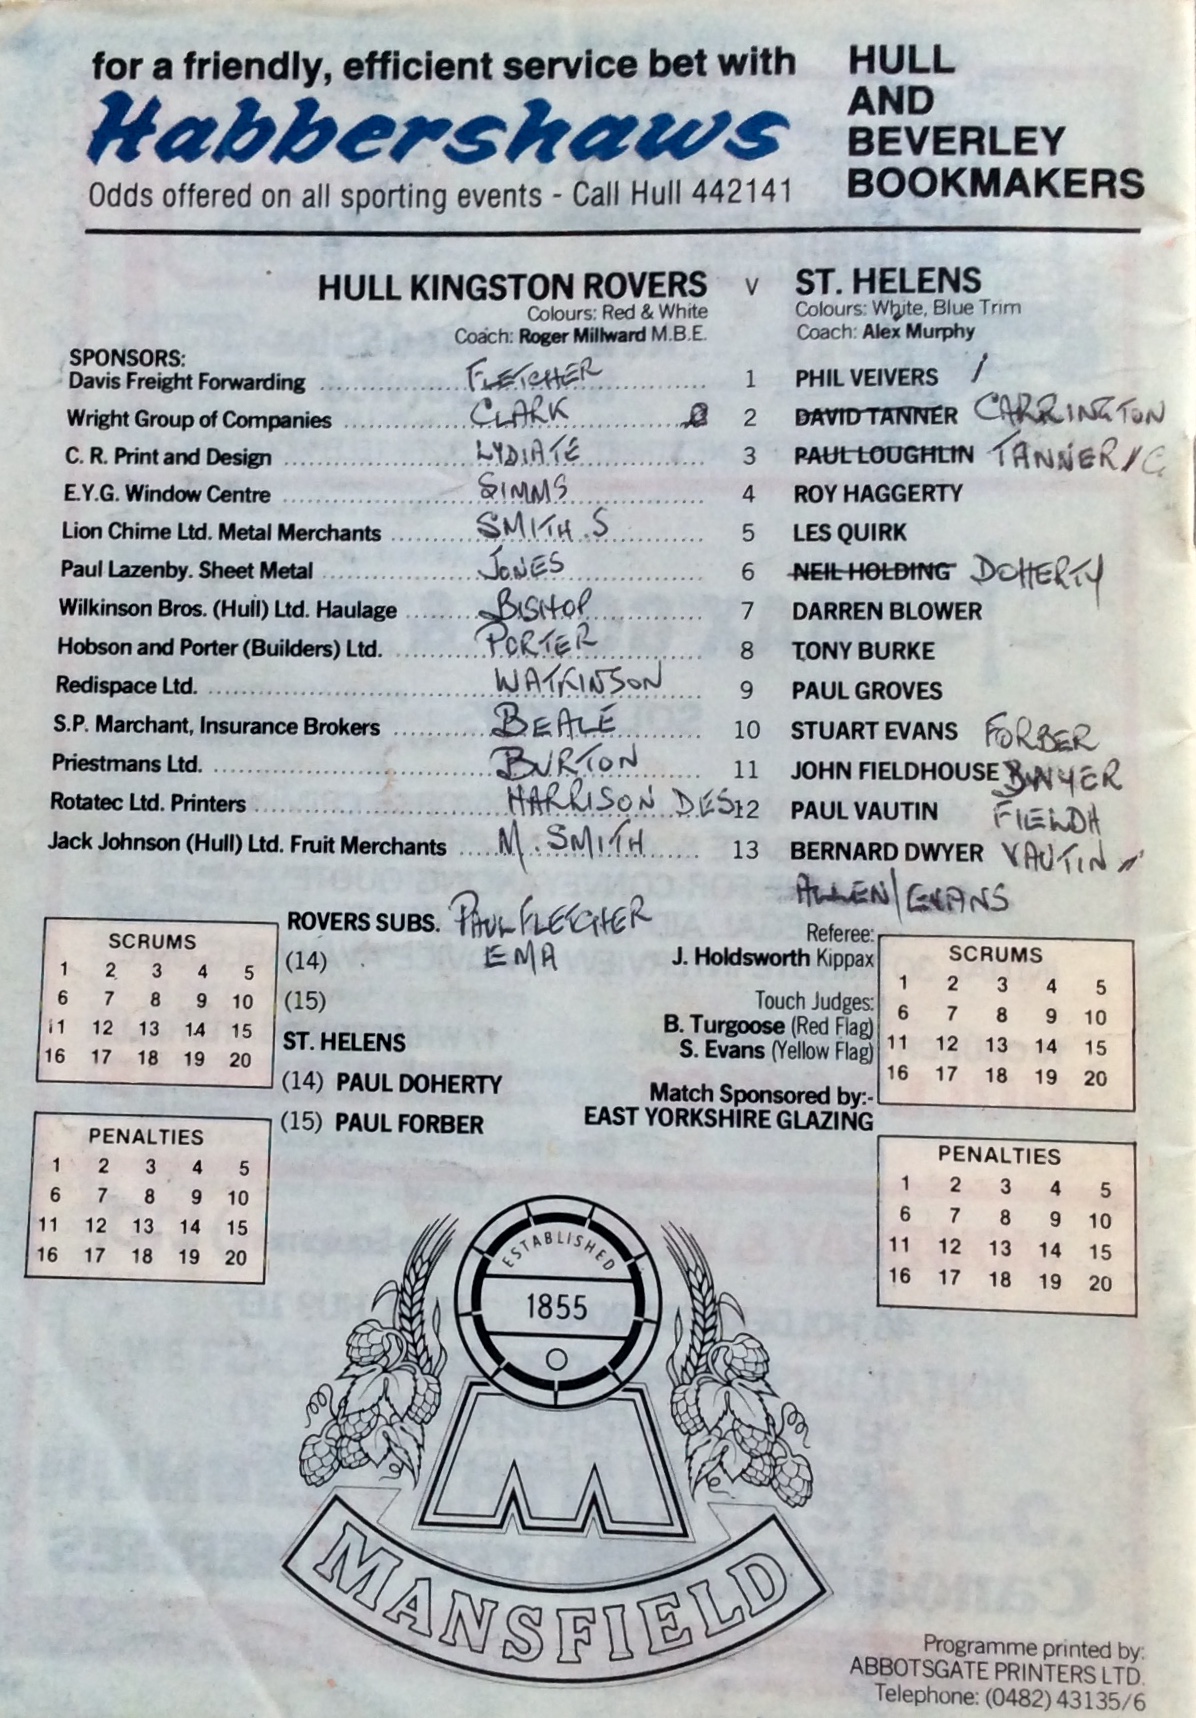 for a friendly, efficient service bet with
Habbershaws
Odds offered on all sporting events - Call Hull 442141
HULL
AND
BEVERLEY
BOOKMAKERS
HULL KINGSTON ROVERS v ST. HELENS
Colours: Red & White Colours: White, Blue Trim
Coach: Roger Millward M.B.E. Coach: Alex Murphy
SPONSORS:
Davis Freight Forwarding FLETCHER 1 PHIL VEIVERS /
Wright Group of Companies CLARK 2 DAVID TANNER CARRINGTON
C. R. Print and Design LYDIATE 3 PAUL LOUGHLIN TANNER
E.Y.G. Window Centre SIMMS 4 ROY HAGGERTY
Lion Chime Ltd. Metal Merchants SMITH.S 5 LES QUIRK
Paul Lazenby. Sheet Metal JONES 6 NEIL HOLDING DOHERTY
Wilkinson Bros. (Hull) Ltd. Haulage BISHOP 7 DARREN BLOWER
Hobson and Porter (Builders) Ltd. PORTER 8 TONY BURKE
Redispace Ltd. WATKINSON 9 PAUL GROVES
S.P. Marchant, Insurance Brokers BEALE 10 STUART EVANS FORBER
Priestmans Ltd. BURTON 11 JOHN FIELDHOUSE DWYER
Rotatec Ltd. Printers HARRISON DES 12 PAUL VAUTIN FIELDH
Jack Johnson (Hull) Ltd. Fruit Merchants M. SMITH 13 BERNARD DWYER VAUTIN //
ALLEN/EVANS
ROVERS SUBS. PAUL FLETCHER
(14) EMA
(15)
ST. HELENS
(14) PAUL DOHERTY
(15) PAUL FORBER
Referee:
J. Holdsworth Kippax
Touch Judges:
B. Turgoose (Red Flag)
S. Evans (Yellow Flag)
Match Sponsored by:-
EAST YORKSHIRE GLAZING
SCRUMS
1 2 3 4 5
6 7 8 9 10
11 12 13 14 15
16 17 18 19 20
PENALTIES
1 2 3 4 5
6 7 8 9 10
11 12 13 14 15
16 17 18 19 20
SCRUMS
1 2 3 4 5
6 7 8 9 10
11 12 13 14 15
16 17 18 19 20
PENALTIES
1 2 3 4 5
6 7 8 9 10
11 12 13 14 15
16 17 18 19 20
ESTABLISHED
1855
M
MANSFIELD
Programme printed by:
ABBOTSGATE PRINTERS LTD.
Telephone: (0482) 43135/6